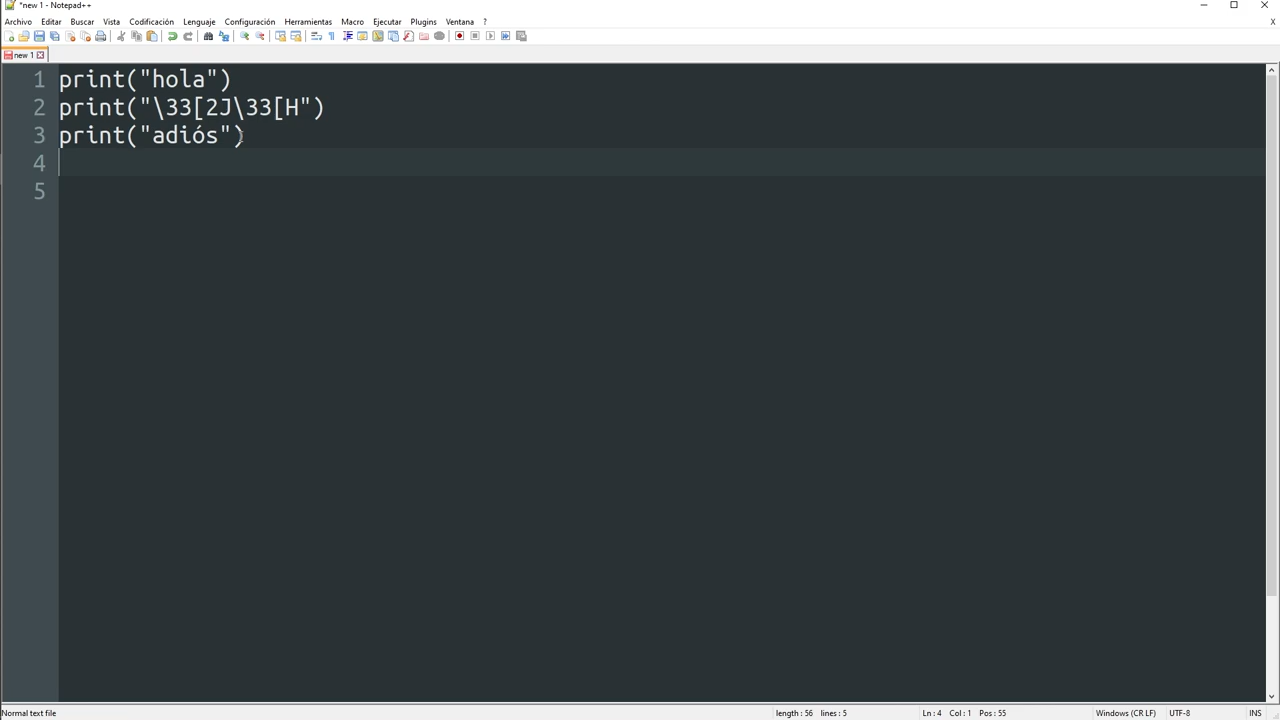 *new 1 - Notepad++
Archivo Editar Buscar Vista Codificación Lenguaje Configuración Herramientas Macro Ejecutar Plugins Ventana ?
X
new 1
1 print("hola")
2 print("\33[2J\33[H")
3 print("adiós")
4
5
Normal text file length : 56 lines : 5 Ln : 4 Col : 1 Pos : 55 Windows (CR LF) UTF-8 INS